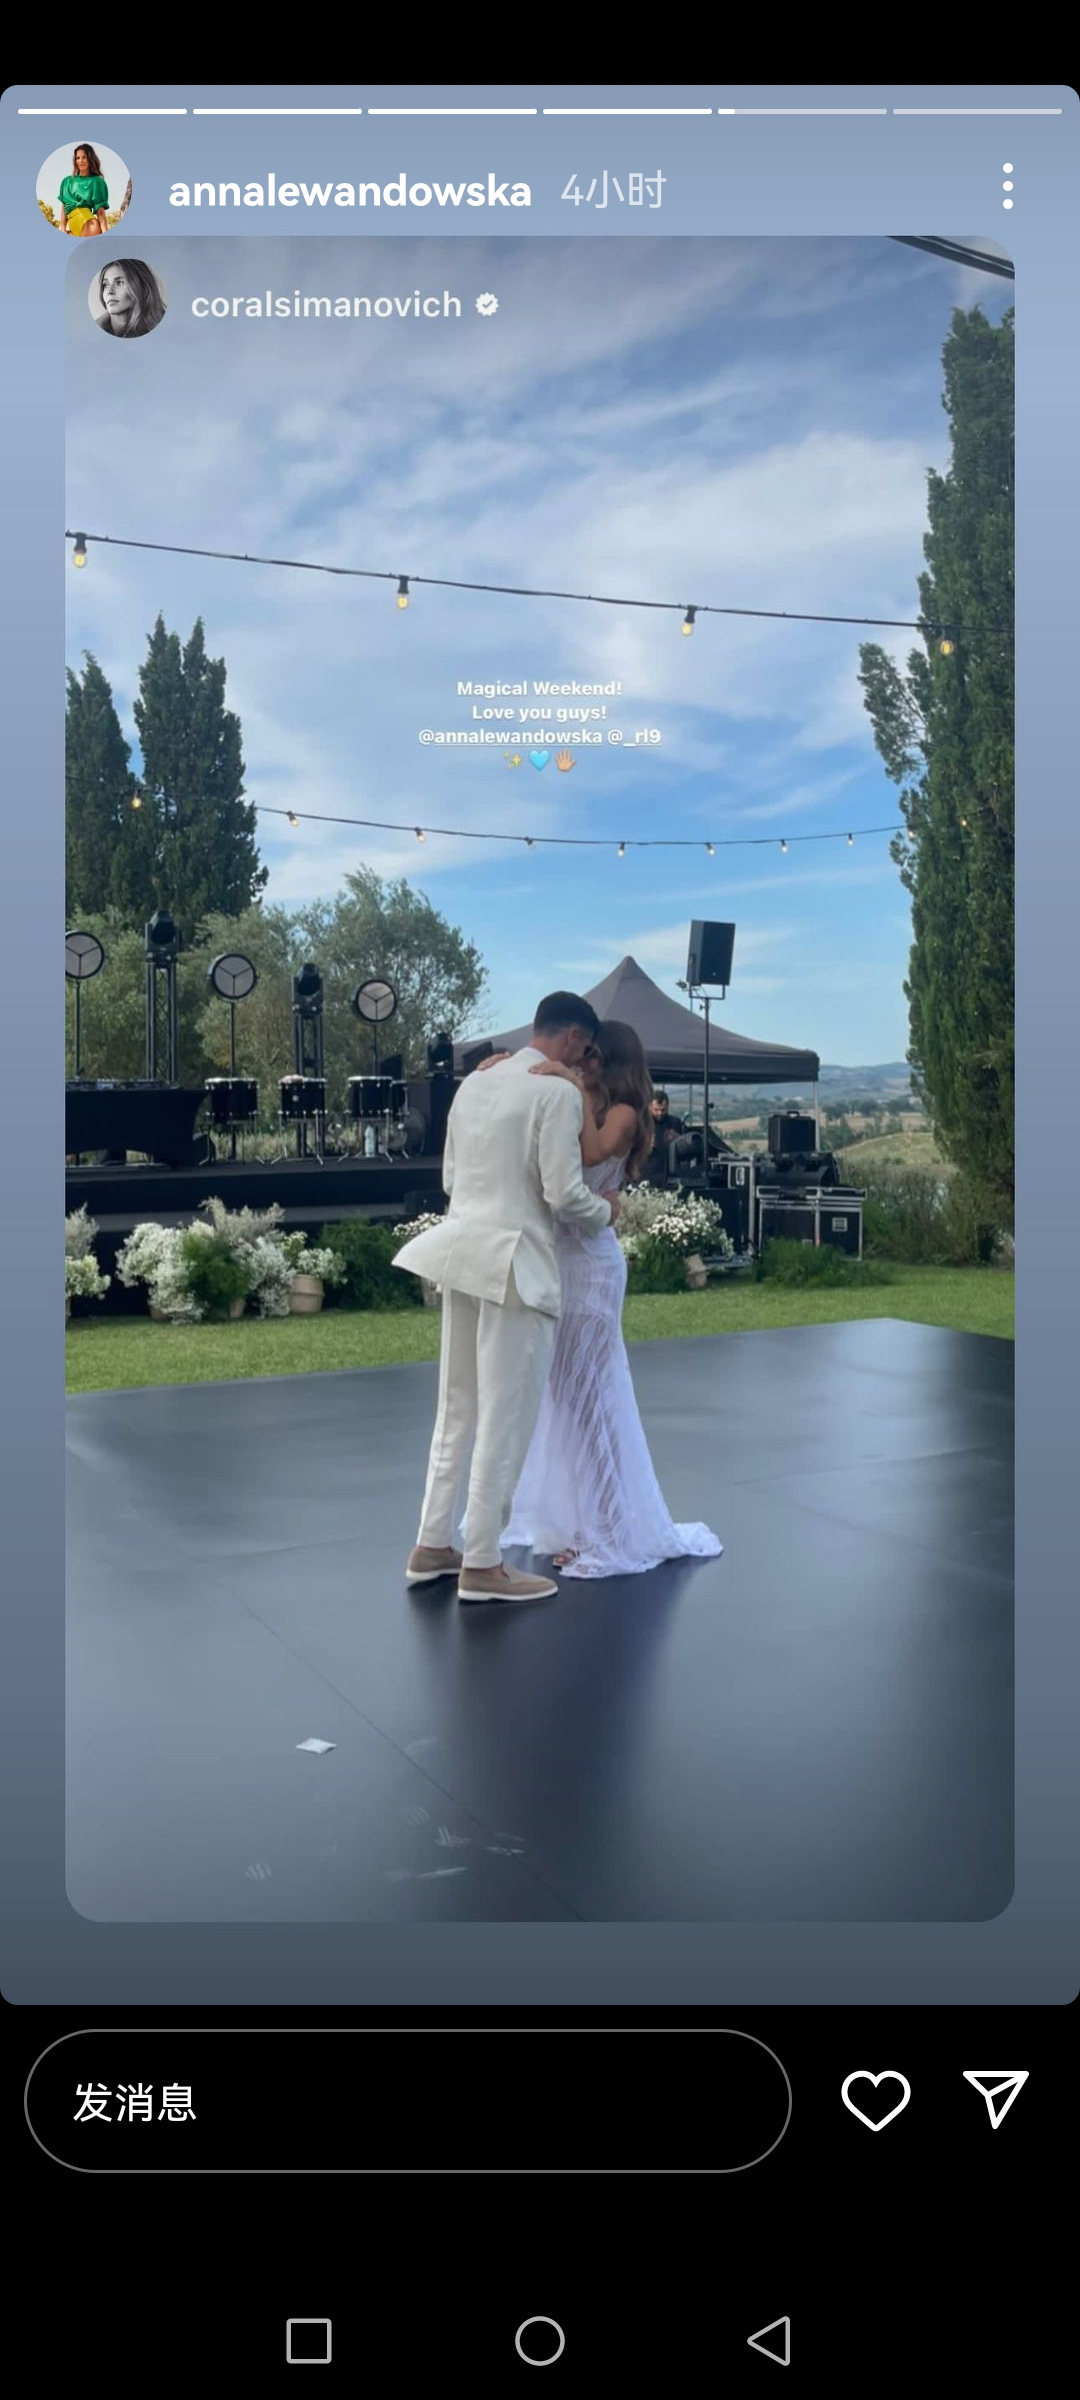 annalewandowska 4小时
coralsimanovich
Magical Weekend!
Love you guys!
@annalewandowska @_rl9
✨🩵🖐🏼
发消息